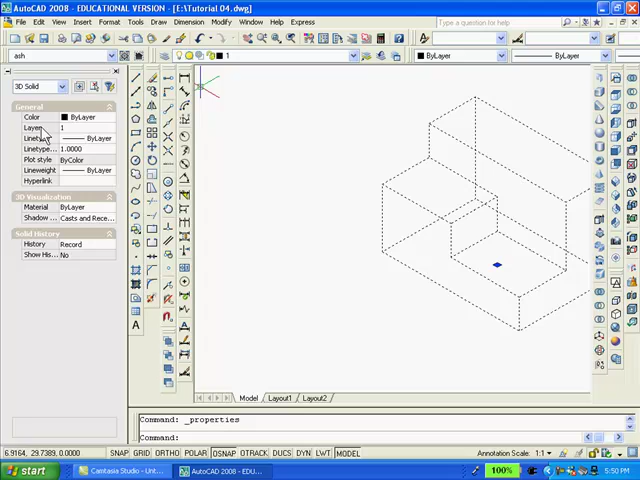 AutoCAD 2008 - EDUCATIONAL VERSION - [E:\Tutorial 04.dwg]
File Edit View Insert Format Tools Draw Dimension Modify Window Help Express
Type a question for help
ash
1
ByLayer
ByLayer
3D Solid
General
Color ByLayer
Layer 1
Linetype ByLayer
Linetype... 1.0000
Plot style ByColor
Lineweight ByLayer
Hyperlink
3D Visualization
Material ByLayer
Shadow ... Casts and Rece...
Solid History
History Record
Show His... No
Model Layout1 Layout2
Command: _properties
Command:
6.9164, 29.7389, 0.0000 SNAP GRID ORTHO POLAR OSNAP OTRACK DUCS DYN LWT MODEL Annotation Scale: 1:1
start Camtasia Studio - Unt... AutoCAD 2008 - EDU... 100% 5:50 PM